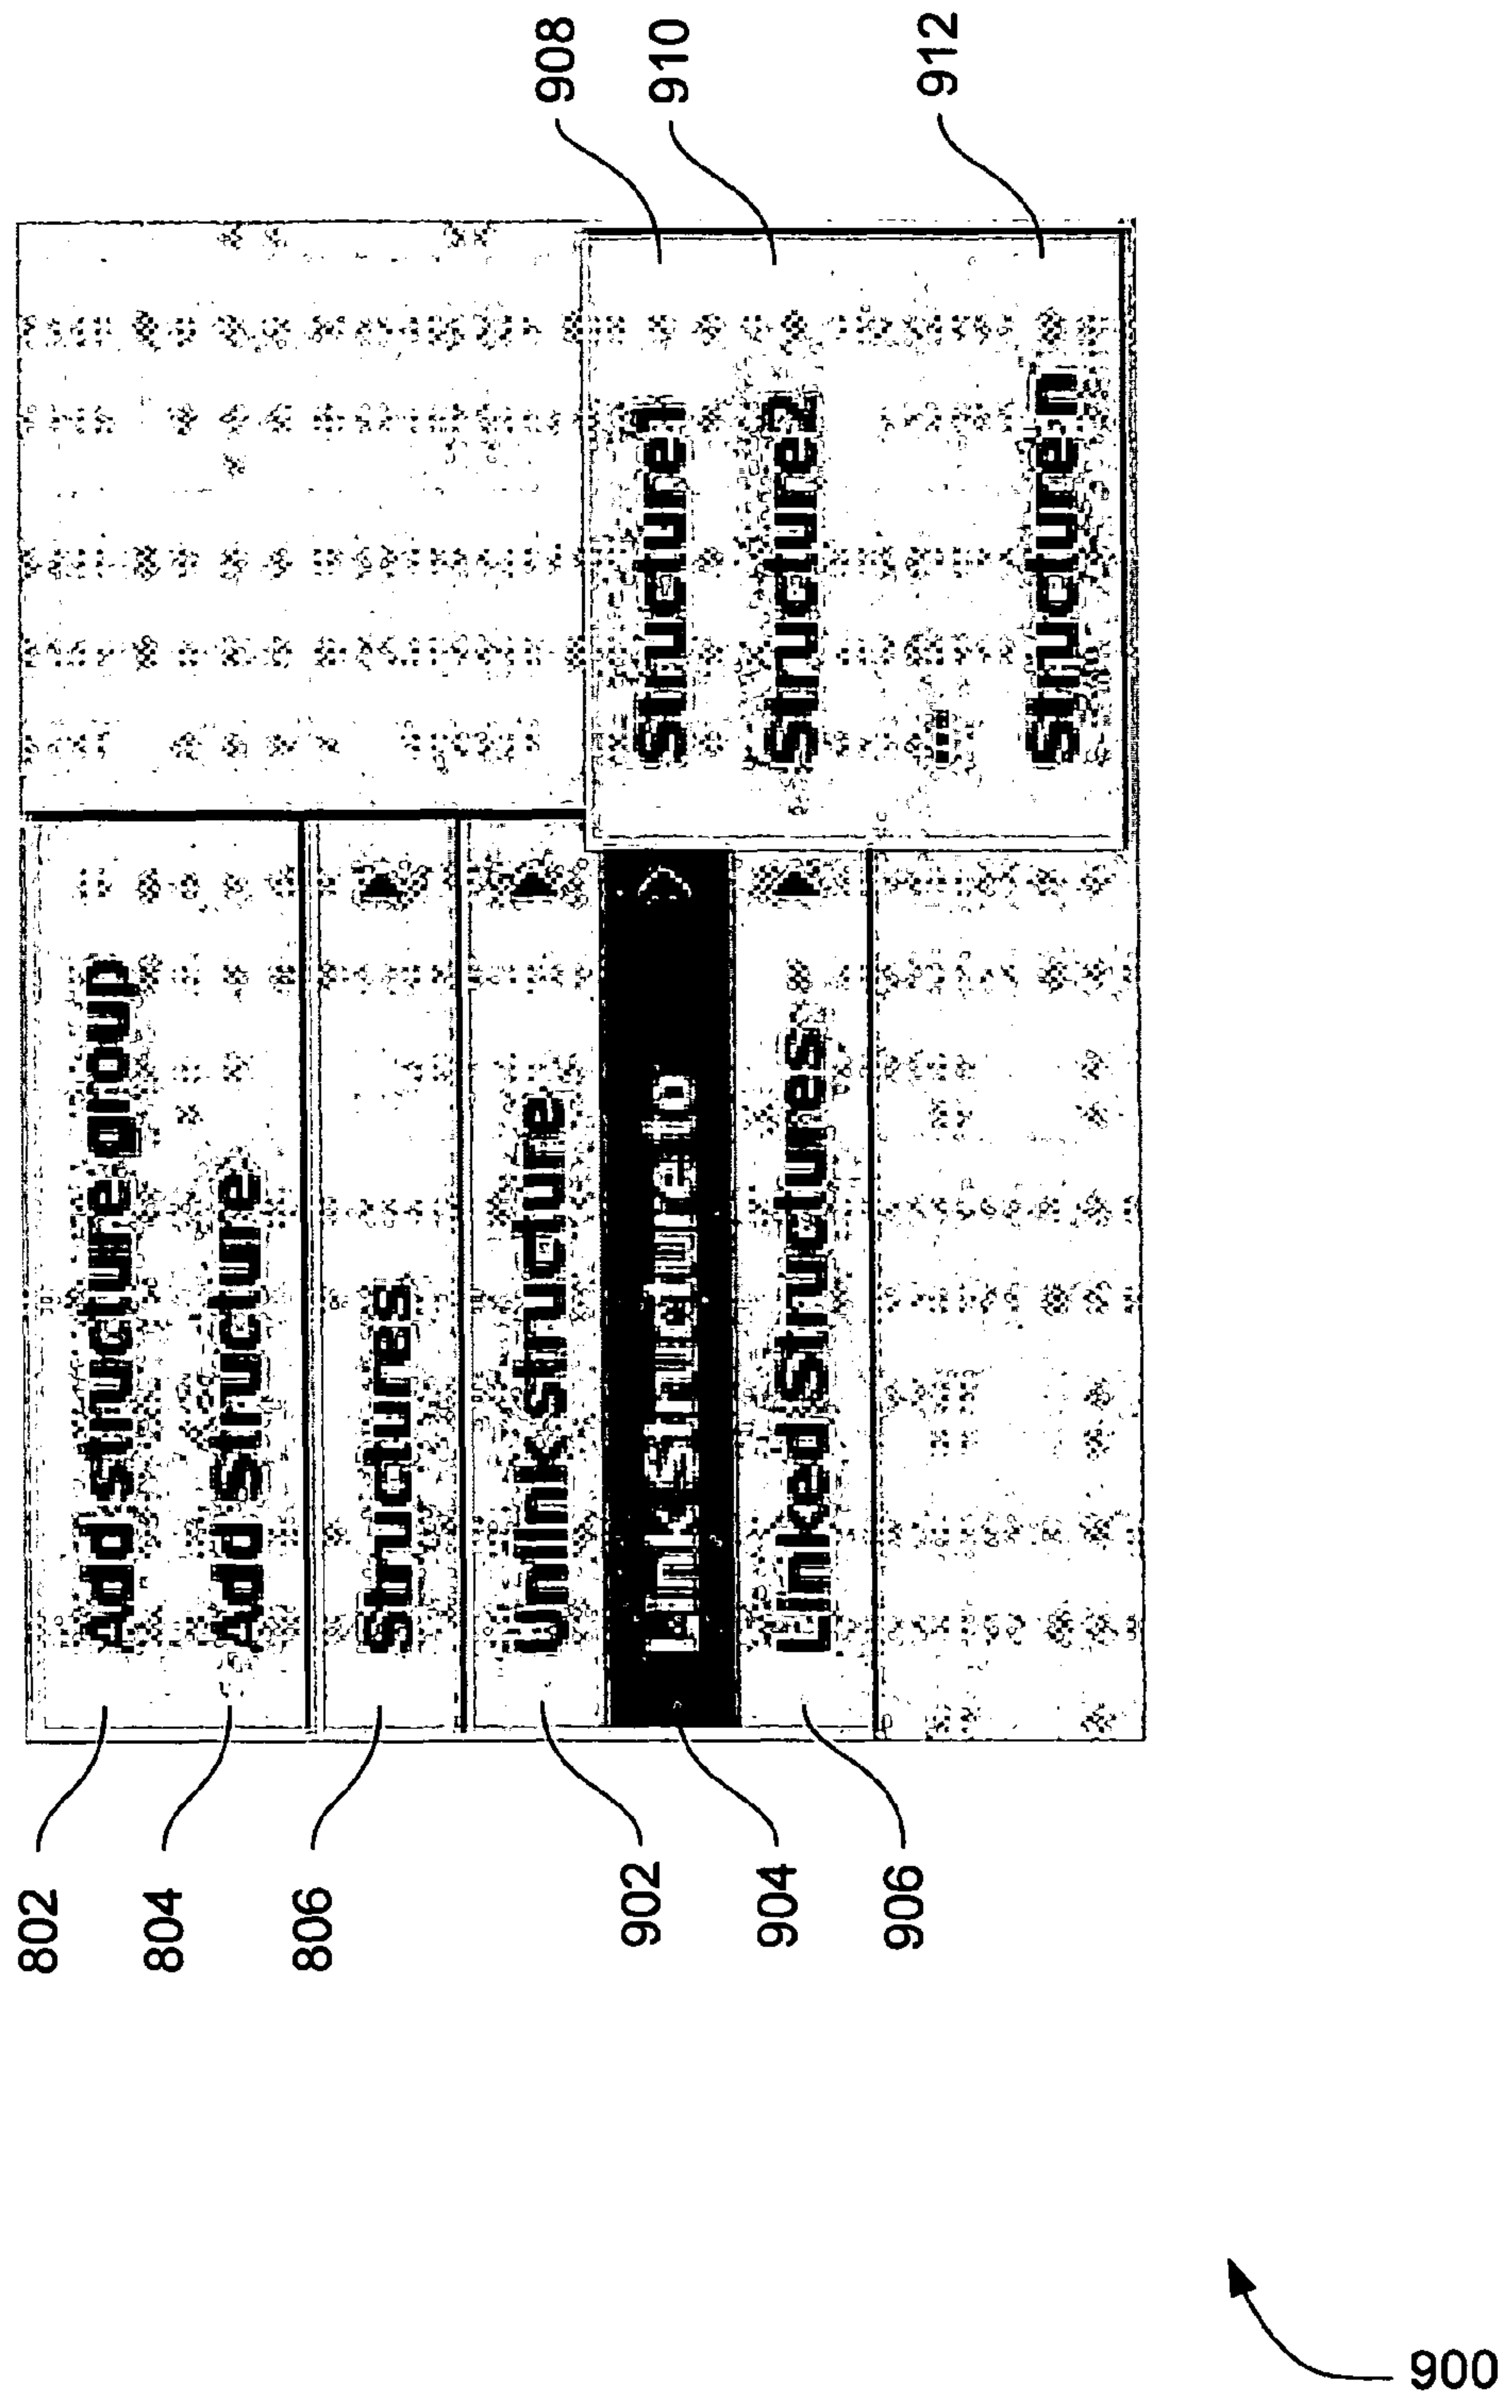 802
Add structure group
804
Add Structure
806
Structures
902
Unlink structure
904
Link Structure to
906
Linked Structures
908
Structure1
910
Structure2
...
912
Structure n
900